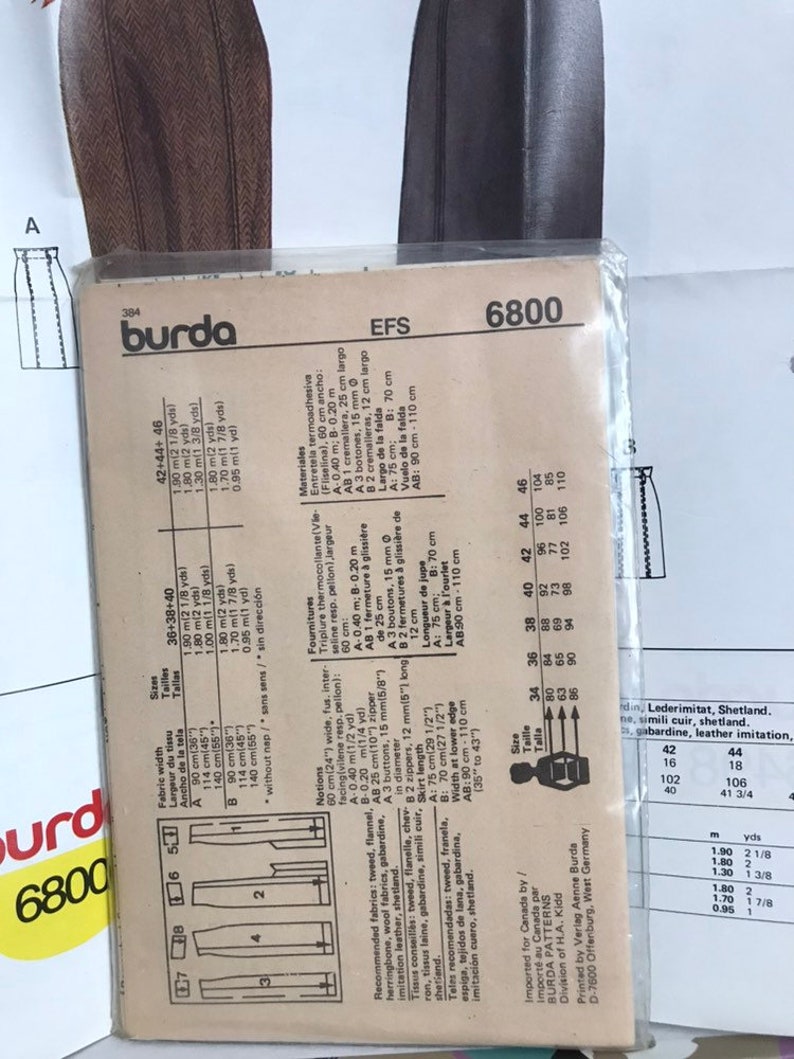 A
384
burda
EFS
6800
Sizes
Tailles
Tallas
36+38+40
42+44+ 46
Fabric width
Largeur du tissu
Ancho de la tela
A 90 cm(36") 1.90 m(2 1/8 yds) 1.90 m(2 1/8 yds)
114 cm(45") 1.80 m(2 yds) 1.80 m(2 yds)
140 cm(55")* 1.00 m(1 1/8 yds) 1.30 m(1 3/8 yds)
B 90 cm(36") 1.80 m(2 yds) 1.80 m(2 yds)
114 cm(45") 1.70 m(1 7/8 yds) 1.70 m(1 7/8 yds)
140 cm(55") 0.95 m(1 yd) 0.95 m(1 yd)
* without nap / * sans sens / * sin dirección
Notions
60 cm(24") wide, fus. inter-
facing(vilene resp. pellon):
A- 0.40 m(1/2 yd)
B- 0.20 m(1/4 yd)
AB 25 cm(10") zipper
A 3 buttons, 15 mm(5/8")
in diameter
B 2 zippers, 12 mm(5") long
Skirt length
A: 75 cm(29 1/2")
B: 70 cm(27 1/2")
Width at lower edge
AB: 90 cm - 110 cm
(35" to 43")
Fournitures
Triplure thermocollante(Vlie-
seline resp. pellon),largeur
60 cm:
A- 0.40 m; B- 0.20 m
AB 1 fermeture à glissière
de 25 cm
A 3 boutons, 15 mm Ø
B 2 fermetures à glissière de
12 cm
Longueur de jupe
A: 75 cm; B: 70 cm
Largeur à l'ourlet
AB:90 cm - 110 cm
Materiales
Entretela termoadhesiva
(Fliselina), 60 cm ancho:
A- 0.40 m; B- 0.20 m
AB 1 cremallera, 25 cm largo
A 3 botones, 15 mm Ø
B 2 cremalleras, 12 cm largo
Largo de la falda
A: 75 cm; B: 70 cm
Vuelo de la falda
AB: 90 cm - 110 cm
5 6 8 7
1 2 4 3
Recommended fabrics: tweed, flannel,
herringbone, wool fabrics, gabardine,
imitation leather, shetland.
Tissus conseillés: tweed, flanelle, chev-
ron, tissus laine, gabardine, simili cuir,
shetland.
Telas recomendadas: tweed, franela,
espiga, tejidos de lana, gabardina,
imitación cuero, shetland.
Size
Taille
Talla
34 36 38 40 42 44 46
80 84 88 92 96 100 104
63 65 69 73 77 81 85
86 90 94 98 102 106 110
Imported for Canada by /
Importé au Canada par
BURDA PATTERNS
Division of H.A. Kidd
Printed by Verlag Aenne Burda
D-7600 Offenburg, West Germany
burda
6800
Lederimitat, Shetland.
simili cuir, shetland.
gabardine, leather imitation,
42 44
16 18
102 106
40 41 3/4
m yds
1.90 2 1/8
1.80 2
1.30 1 3/8
1.80 2
1.70 1 7/8
0.95 1